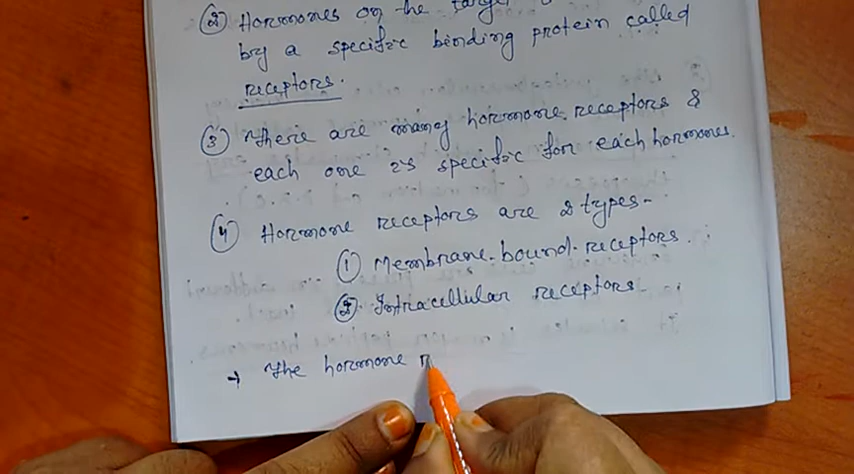 ② Hormones on the target
by a specific binding protein called
receptors.
③ There are many hormone receptors &
each one is specific for each hormones.
④ Hormone receptors are 2 types-
① Membrane-bound-receptors.
② Intracellular receptors-
→ The hormone